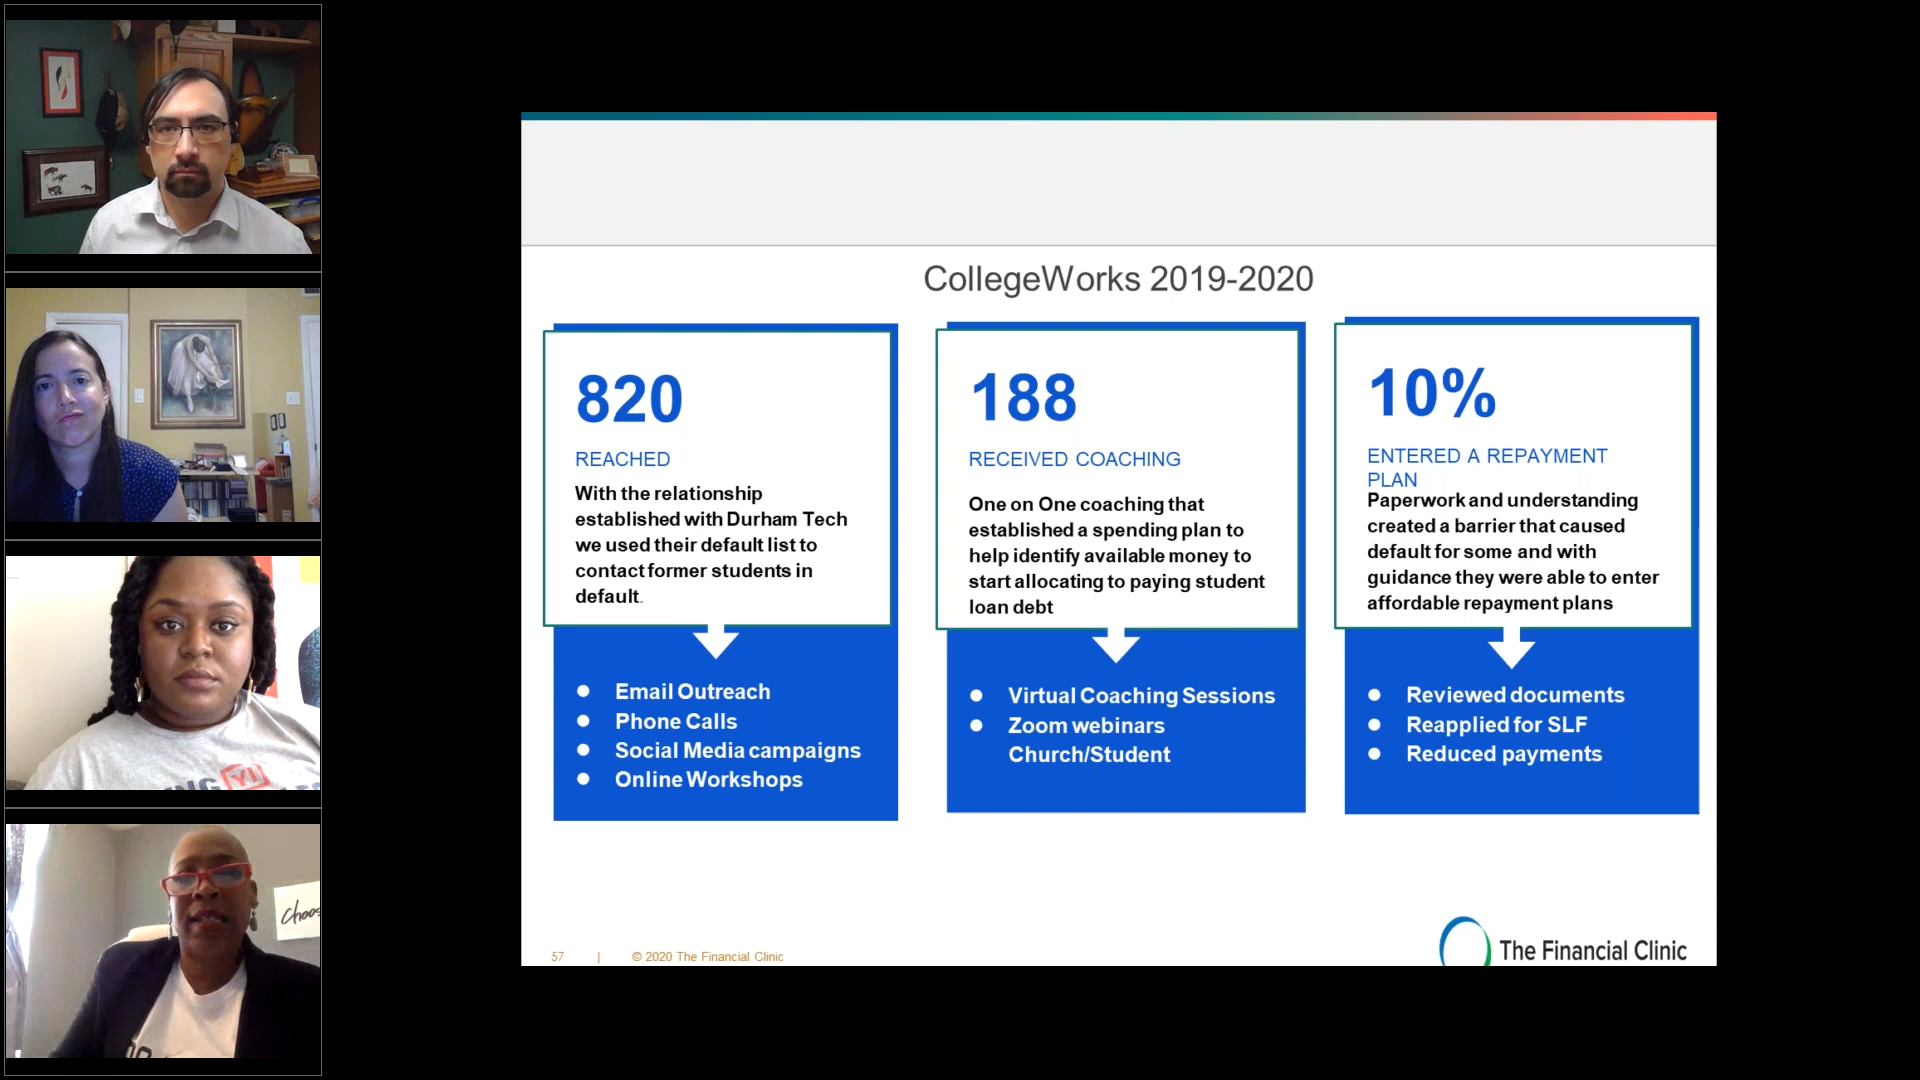 CollegeWorks 2019-2020
820
REACHED
With the relationship
established with Durham Tech
we used their default list to
contact former students in
default.
Email Outreach
Phone Calls
Social Media campaigns
Online Workshops
188
RECEIVED COACHING
One on One coaching that
established a spending plan to
help identify available money to
start allocating to paying student
loan debt
Virtual Coaching Sessions
Zoom webinars
Church/Student
10%
ENTERED A REPAYMENT
PLAN
Paperwork and understanding
created a barrier that caused
default for some and with
guidance they were able to enter
affordable repayment plans
Reviewed documents
Reapplied for SLF
Reduced payments
57 | © 2020 The Financial Clinic
The Financial Clinic